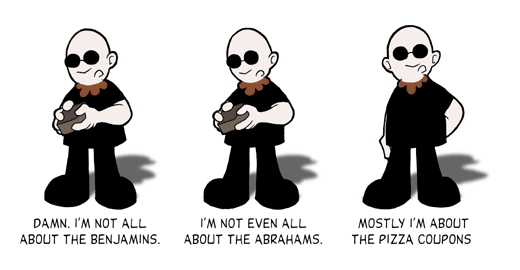 DAMN. I'M NOT ALL
ABOUT THE BENJAMINS.
I'M NOT EVEN ALL
ABOUT THE ABRAHAMS.
MOSTLY I'M ABOUT
THE PIZZA COUPONS